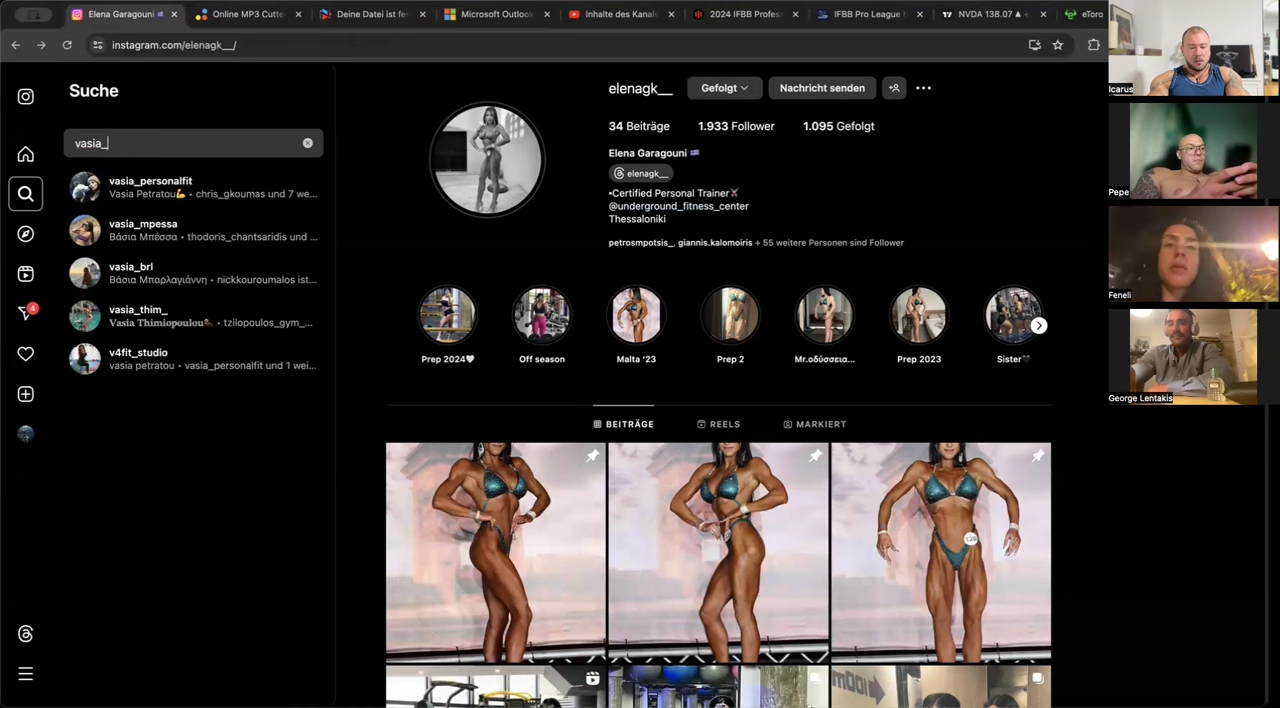 Elena Garagouni
Online MP3 Cutte
Deine Datei ist fer
Microsoft Outlook
Inhalte des Kanals
2024 IFBB Profess
IFBB Pro League
NVDA 138.07
eToro
instagram.com/elenagk__/
Suche
vasia_
vasia_personalfit
Vasia Petratou💪 • chris_gkoumas und 7 we...
vasia_mpessa
Βάσια Μπέσσα • thodoris_chantsaridis und ...
vasia_brl
Βάσια Μπαρλαγιάννη • nickkouroumalos ist...
vasia_thim_
Vasia Thimiopoulou • tzilopoulos_gym_...
v4fit_studio
vasia petratou • vasia_personalfit und 1 wei...
4
elenagk__
Gefolgt
Nachricht senden
34 Beiträge 1.933 Follower 1.095 Gefolgt
Elena Garagouni 🇬🇷
elenagk__
•Certified Personal Trainer
@underground_fitness_center
Thessaloniki
petrosmpotsis_, giannis.kalomoiris + 55 weitere Personen sind Follower
Prep 2024🤍
Off season
Malta '23
Prep 2
Mr.οδύσσεια...
Prep 2023
Sister🖤
BEITRÄGE
REELS
MARKIERT
Icarus
Pepe
Feneli
George Lentakis